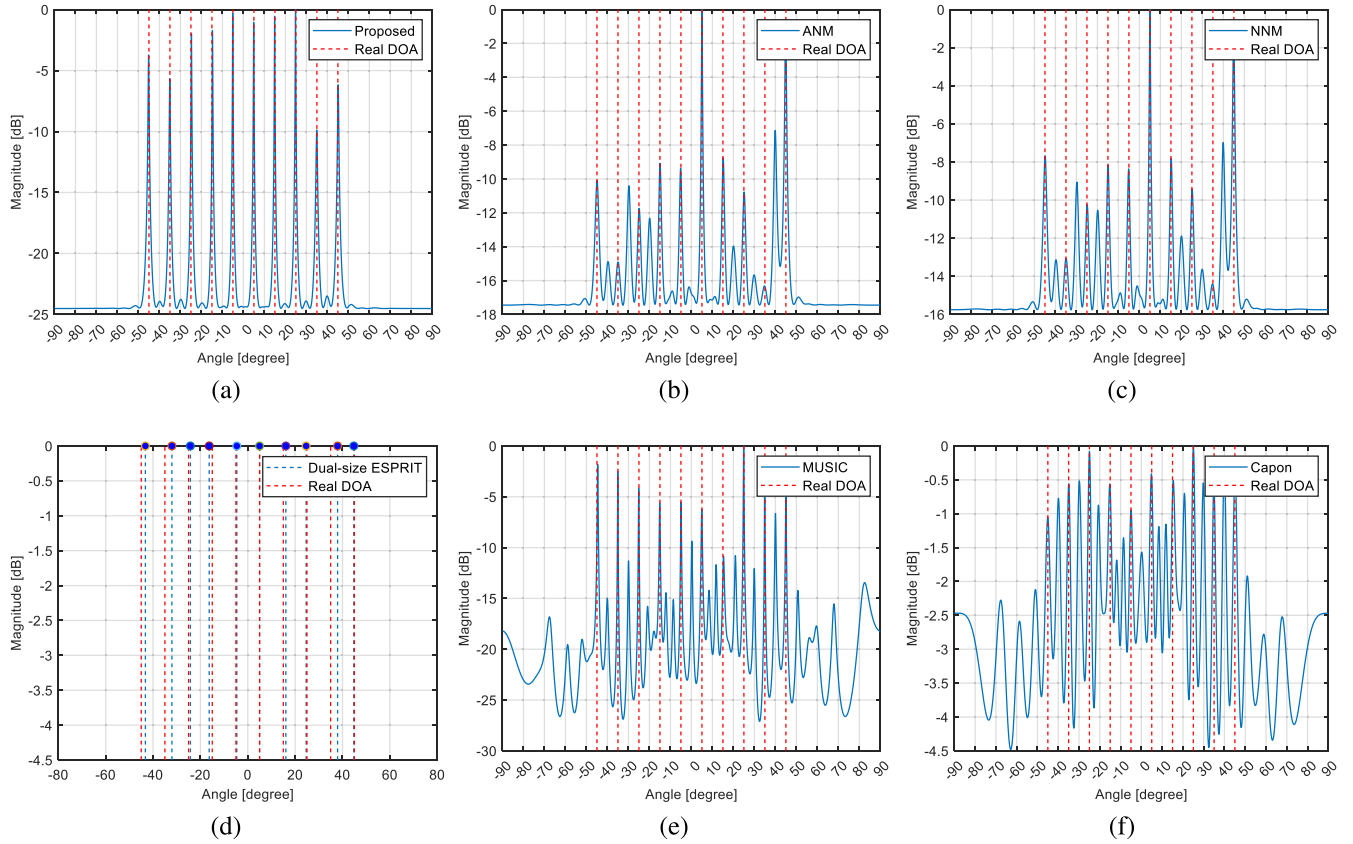 0
-5
-10
-15
-20
-25
Magnitude [dB]
-90 -80 -70 -60 -50 -40 -30 -20 -10 0 10 20 30 40 50 60 70 80 90
Angle [degree]
Proposed
Real DOA
(a)
0
-2
-4
-6
-8
-10
-12
-14
-16
-18
Magnitude [dB]
-90 -80 -70 -60 -50 -40 -30 -20 -10 0 10 20 30 40 50 60 70 80 90
Angle [degree]
ANM
Real DOA
(b)
0
-2
-4
-6
-8
-10
-12
-14
-16
Magnitude [dB]
-90 -80 -70 -60 -50 -40 -30 -20 -10 0 10 20 30 40 50 60 70 80 90
Angle [degree]
NNM
Real DOA
(c)
0
-0.5
-1
-1.5
-2
-2.5
-3
-3.5
-4
-4.5
Magnitude [dB]
-80 -60 -40 -20 0 20 40 60 80
Angle [degree]
Dual-size ESPRIT
Real DOA
(d)
0
-5
-10
-15
-20
-25
-30
Magnitude [dB]
-90 -80 -70 -60 -50 -40 -30 -20 -10 0 10 20 30 40 50 60 70 80 90
Angle [degree]
MUSIC
Real DOA
(e)
0
-0.5
-1
-1.5
-2
-2.5
-3
-3.5
-4
-4.5
Magnitude [dB]
-90 -80 -70 -60 -50 -40 -30 -20 -10 0 10 20 30 40 50 60 70 80 90
Angle [degree]
Capon
Real DOA
(f)